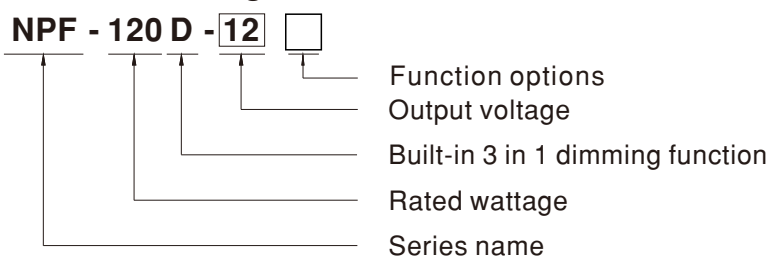 NPF - 120 D - 12
Function options
Output voltage
Built-in 3 in 1 dimming function
Rated wattage
Series name